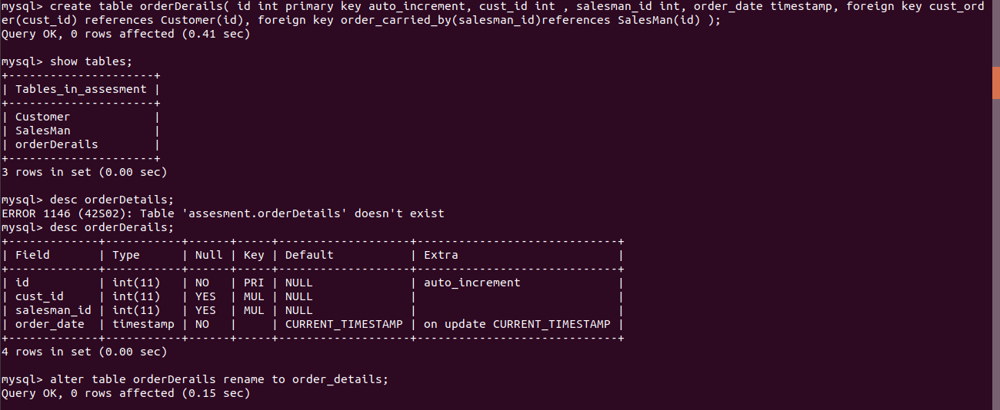 mysql> create table orderDerails( id int primary key auto_increment, cust_id int , salesman_id int, order_date timestamp, foreign key cust_ord
er(cust_id) references Customer(id), foreign key order_carried_by(salesman_id)references SalesMan(id) );
Query OK, 0 rows affected (0.41 sec)

mysql> show tables;
+---------------------+
| Tables_in_assesment |
+---------------------+
| Customer            |
| SalesMan            |
| orderDerails        |
+---------------------+
3 rows in set (0.00 sec)

mysql> desc orderDetails;
ERROR 1146 (42S02): Table 'assesment.orderDetails' doesn't exist
mysql> desc orderDerails;
+-------------+-----------+------+-----+-------------------+-----------------------------+
| Field       | Type      | Null | Key | Default           | Extra                       |
+-------------+-----------+------+-----+-------------------+-----------------------------+
| id          | int(11)   | NO   | PRI | NULL              | auto_increment              |
| cust_id     | int(11)   | YES  | MUL | NULL              |                             |
| salesman_id | int(11)   | YES  | MUL | NULL              |                             |
| order_date  | timestamp | NO   |     | CURRENT_TIMESTAMP | on update CURRENT_TIMESTAMP |
+-------------+-----------+------+-----+-------------------+-----------------------------+
4 rows in set (0.00 sec)

mysql> alter table orderDerails rename to order_details;
Query OK, 0 rows affected (0.15 sec)